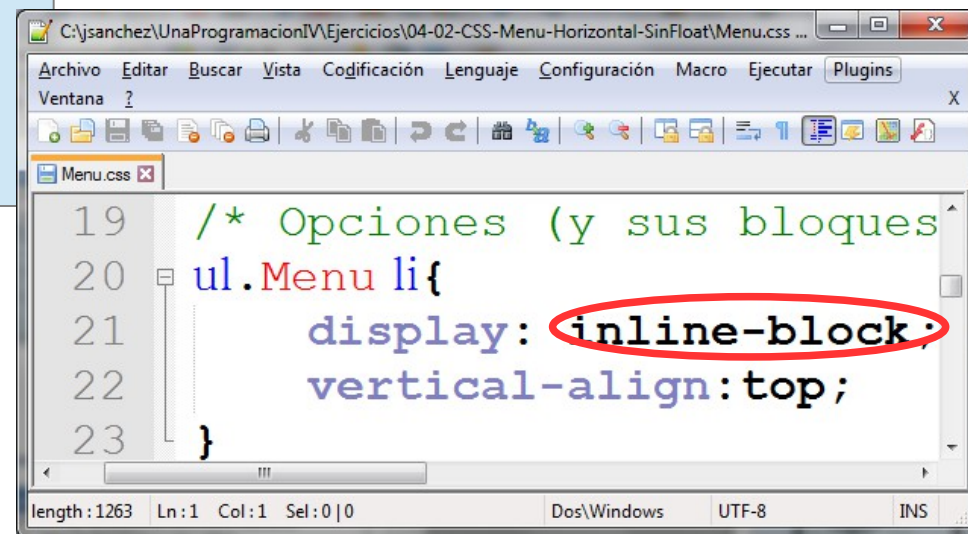 C:\jsanchez\UnaProgramacionIV\Ejercicios\04-02-CSS-Menu-Horizontal-SinFloat\Menu.css ...
Archivo Editar Buscar Vista Codificación Lenguaje Configuración Macro Ejecutar Plugins
Ventana ? X
Menu.css
19 /* Opciones (y sus bloques
20 ul.Menu li{
21 display: inline-block;
22 vertical-align:top;
23 }
length : 1263 Ln : 1 Col : 1 Sel : 0 | 0 Dos\Windows UTF-8 INS